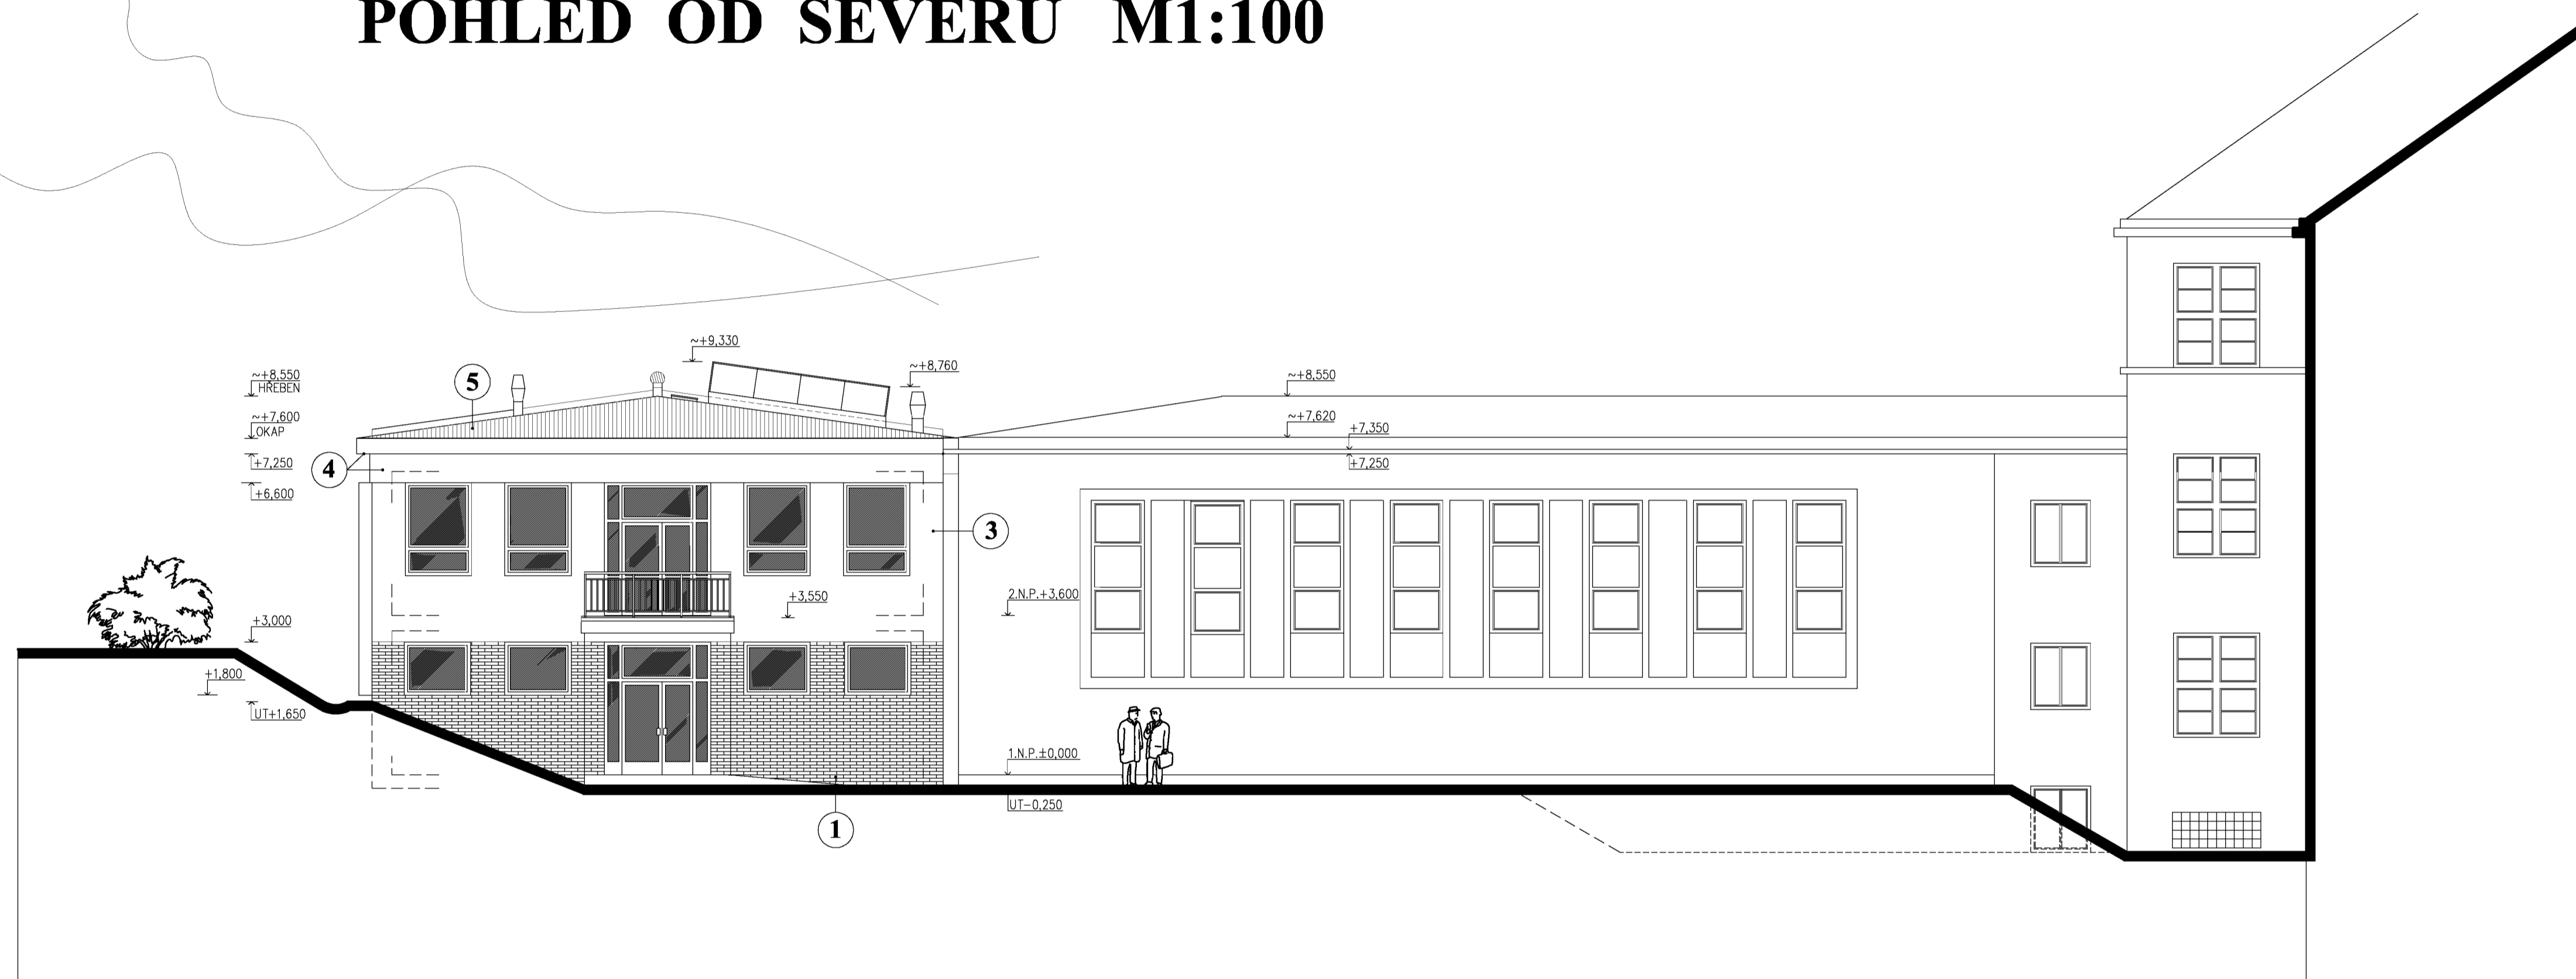 POHLED OD SEVERU M1:100
~+9,330
~+8,760
~+8,550
HŘEBEN
5
~+8,550
~+7,600
OKAP
~+7,620
+7,350
+7,250
4
+7,250
+6,600
3
+3,550
2.N.P.+3,600
+3,000
+1,800
UT+1,650
1.N.P.±0,000
UT-0,250
1